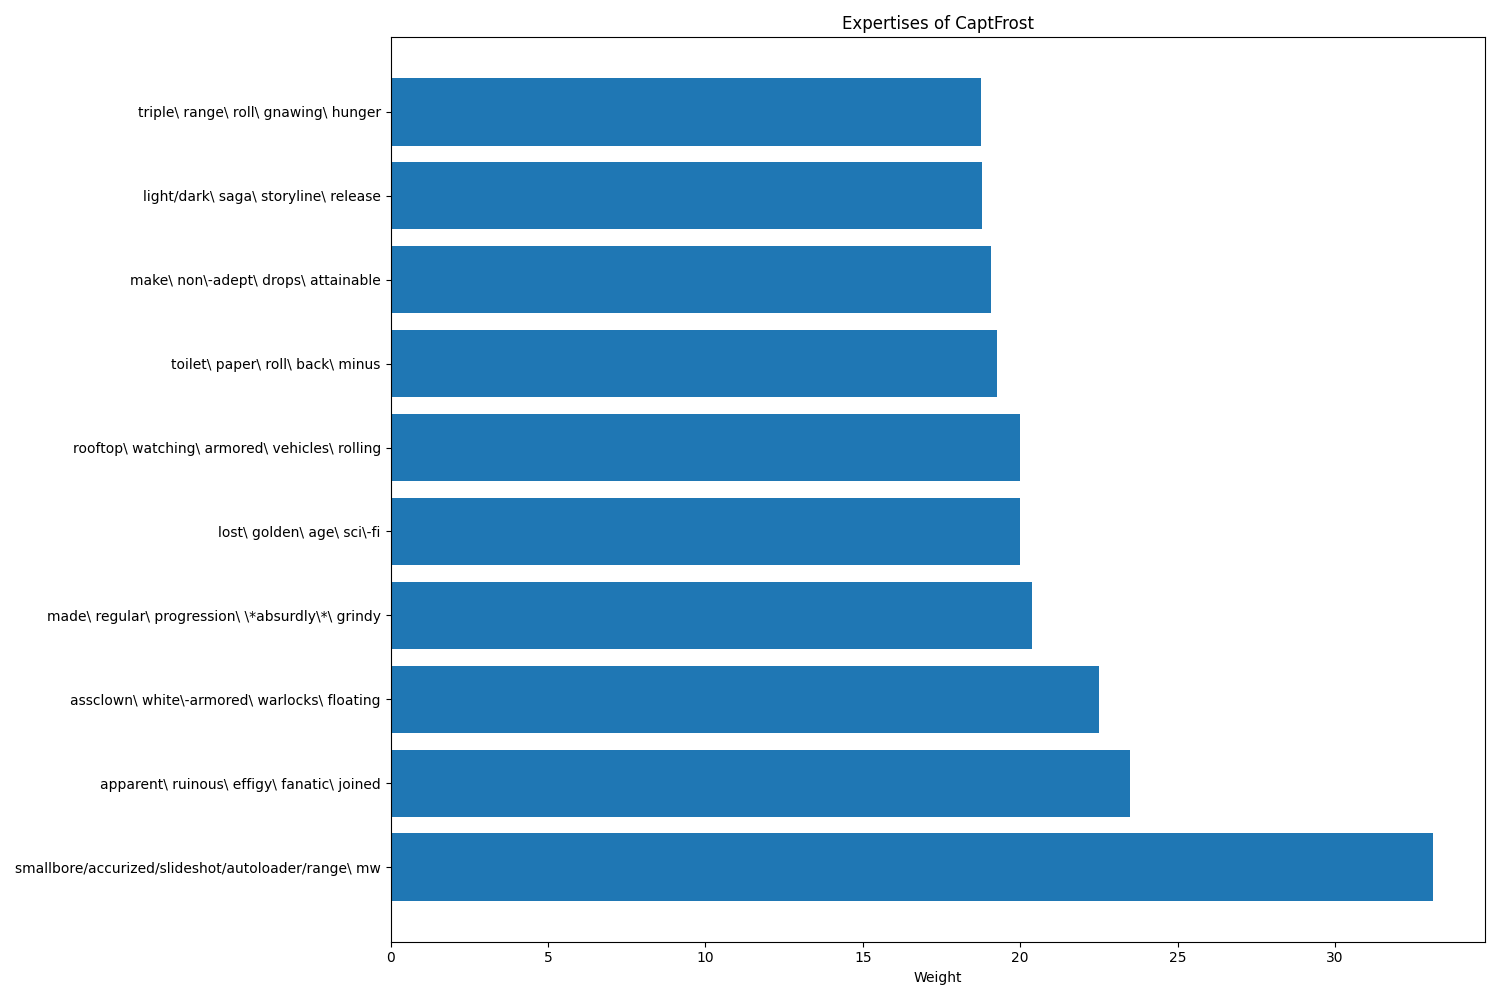 Expertises of CaptFrost
triple\ range\ roll\ gnawing\ hunger
light/dark\ saga\ storyline\ release
make\ non\-adept\ drops\ attainable
toilet\ paper\ roll\ back\ minus
rooftop\ watching\ armored\ vehicles\ rolling
lost\ golden\ age\ sci\-fi
made\ regular\ progression\ \*absurdly\*\ grindy
assclown\ white\-armored\ warlocks\ floating
apparent\ ruinous\ effigy\ fanatic\ joined
smallbore/accurized/slideshot/autoloader/range\ mw
0 5 10 15 20 25 30
Weight